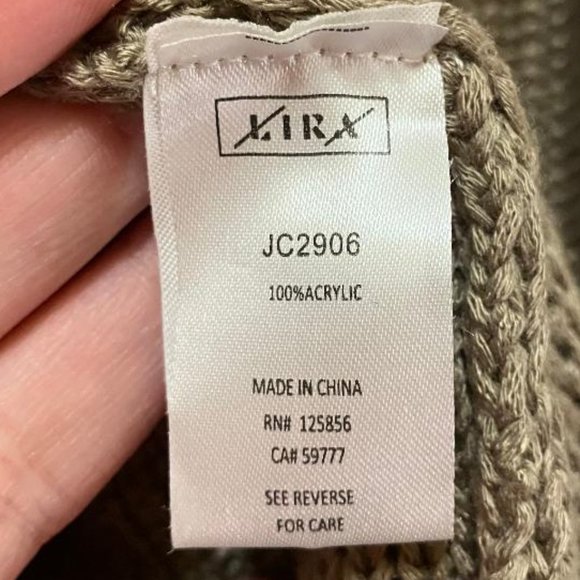 LIRA
JC2906
100%ACRYLIC
MADE IN CHINA
RN# 125856
CA# 59777
SEE REVERSE
FOR CARE